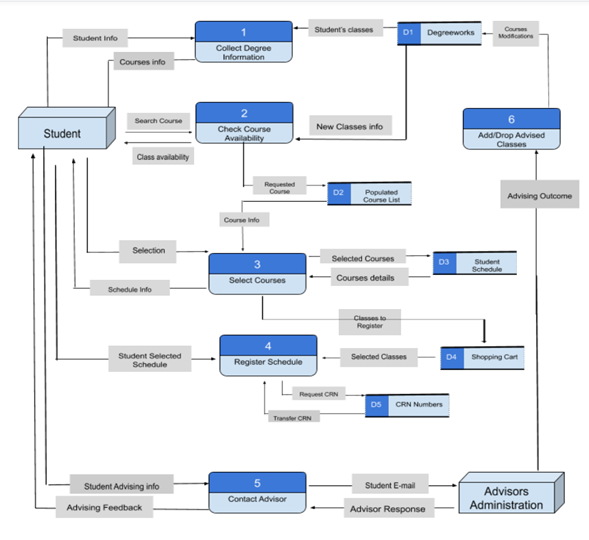 1
Collect Degree
Information
Student Info
Courses info
Student's classes
D1
Degreeworks
Courses
Modifications
Student
Search Course
Class availability
2
Check Course
Availability
New Classes info
6
Add/Drop Advised
Classes
Requested
Course
D2
Populated
Course List
Advising Outcome
Course Info
Selection
Schedule Info
3
Select Courses
Selected Courses
Courses details
D3
Student
Schedule
Classes to
Register
4
Register Schedule
Student Selected
Schedule
Selected Classes
D4
Shopping Cart
Request CRN
Transfer CRN
D5
CRN Numbers
Student Advising info
Advising Feedback
5
Contact Advisor
Student E-mail
Advisor Response
Advisors
Administration